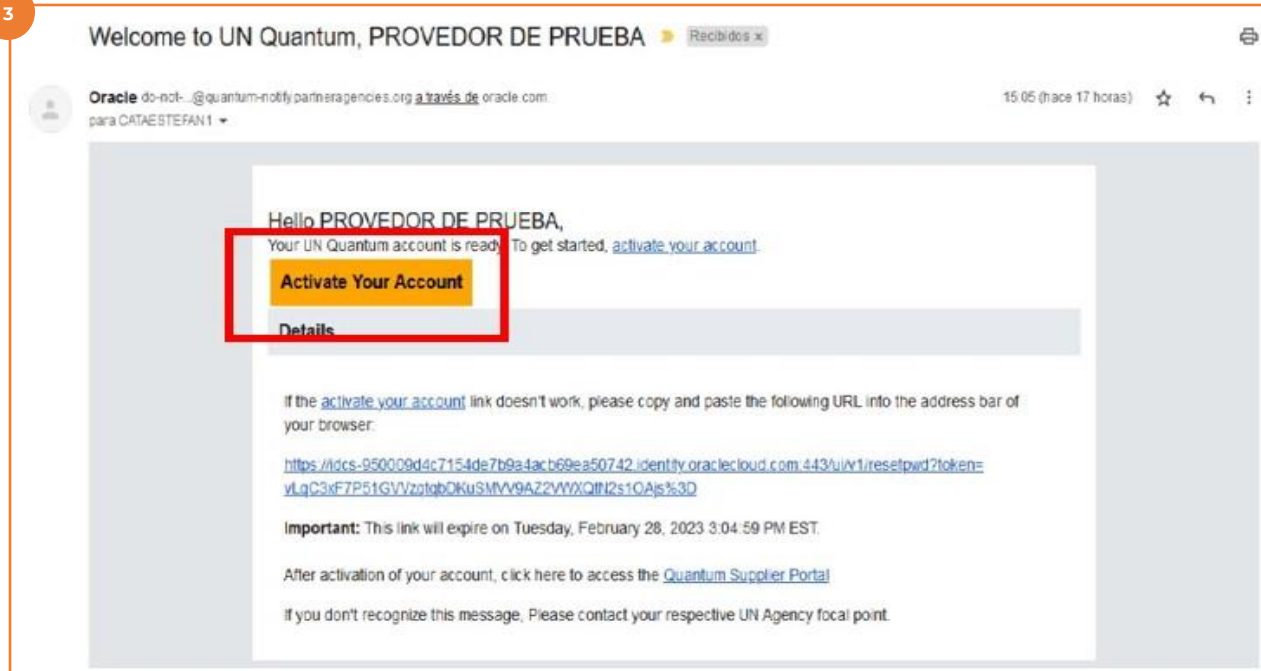 3
Welcome to UN Quantum, PROVEDOR DE PRUEBA Recibidos x
Oracle do-not-...@quantum-notify.partneragencies.org a través de oracle.com
15:05 (hace 17 horas)
para CATAESTEFAN1
Hello PROVEDOR DE PRUEBA,
Your UN Quantum account is ready. To get started, activate your account.
Activate Your Account
Details
If the activate your account link doesn't work, please copy and paste the following URL into the address bar of
your browser:
https://idcs-950009d4c7154de7b9a4acb69ea50742.identity.oraclecloud.com:443/ui/v1/resetpwd?token=
Important: This link will expire on Tuesday, February 28, 2023 3:04:59 PM EST.
After activation of your account, click here to access the Quantum Supplier Portal
If you don't recognize this message, Please contact your respective UN Agency focal point.